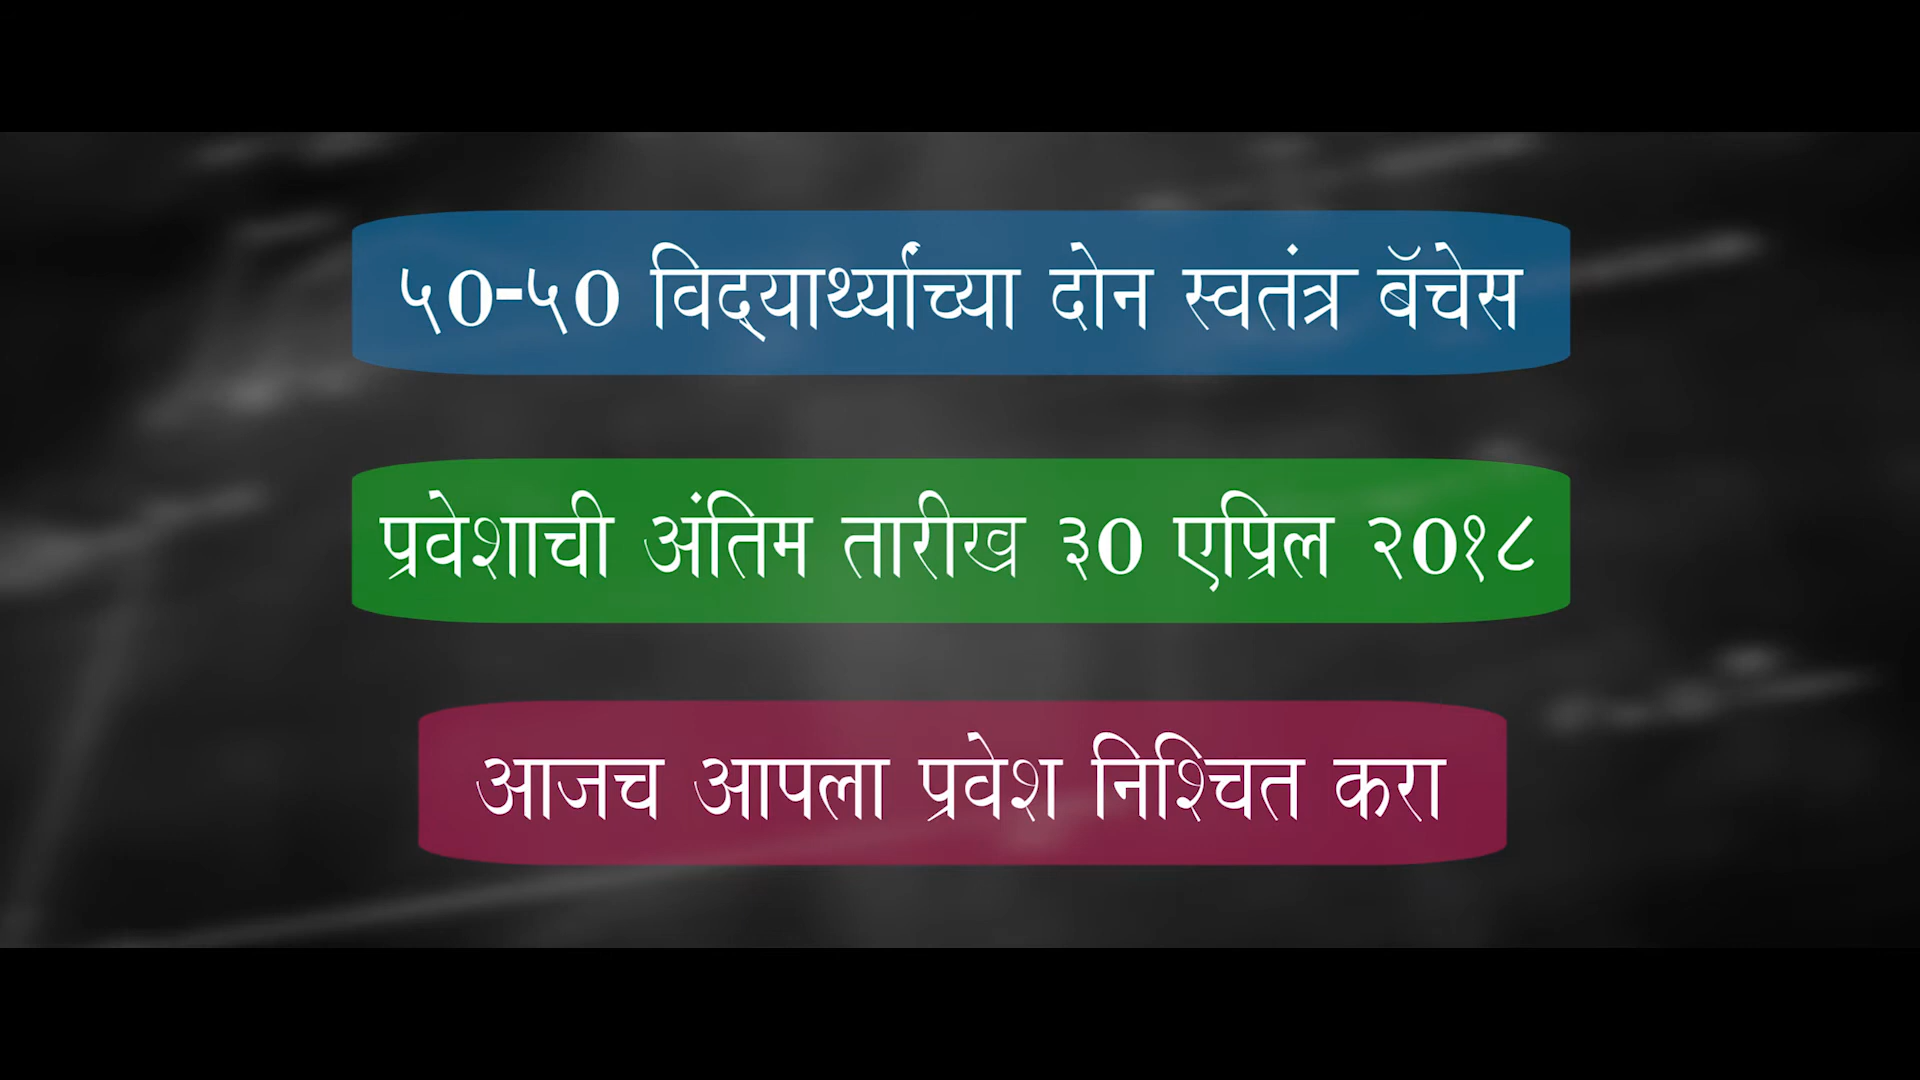 ५०-५० विद्यार्थ्यांच्या दोन स्वतंत्र बॅचेस
प्रवेशाची अंतिम तारीख ३० एप्रिल २०१८
आजच आपला प्रवेश निश्चित करा